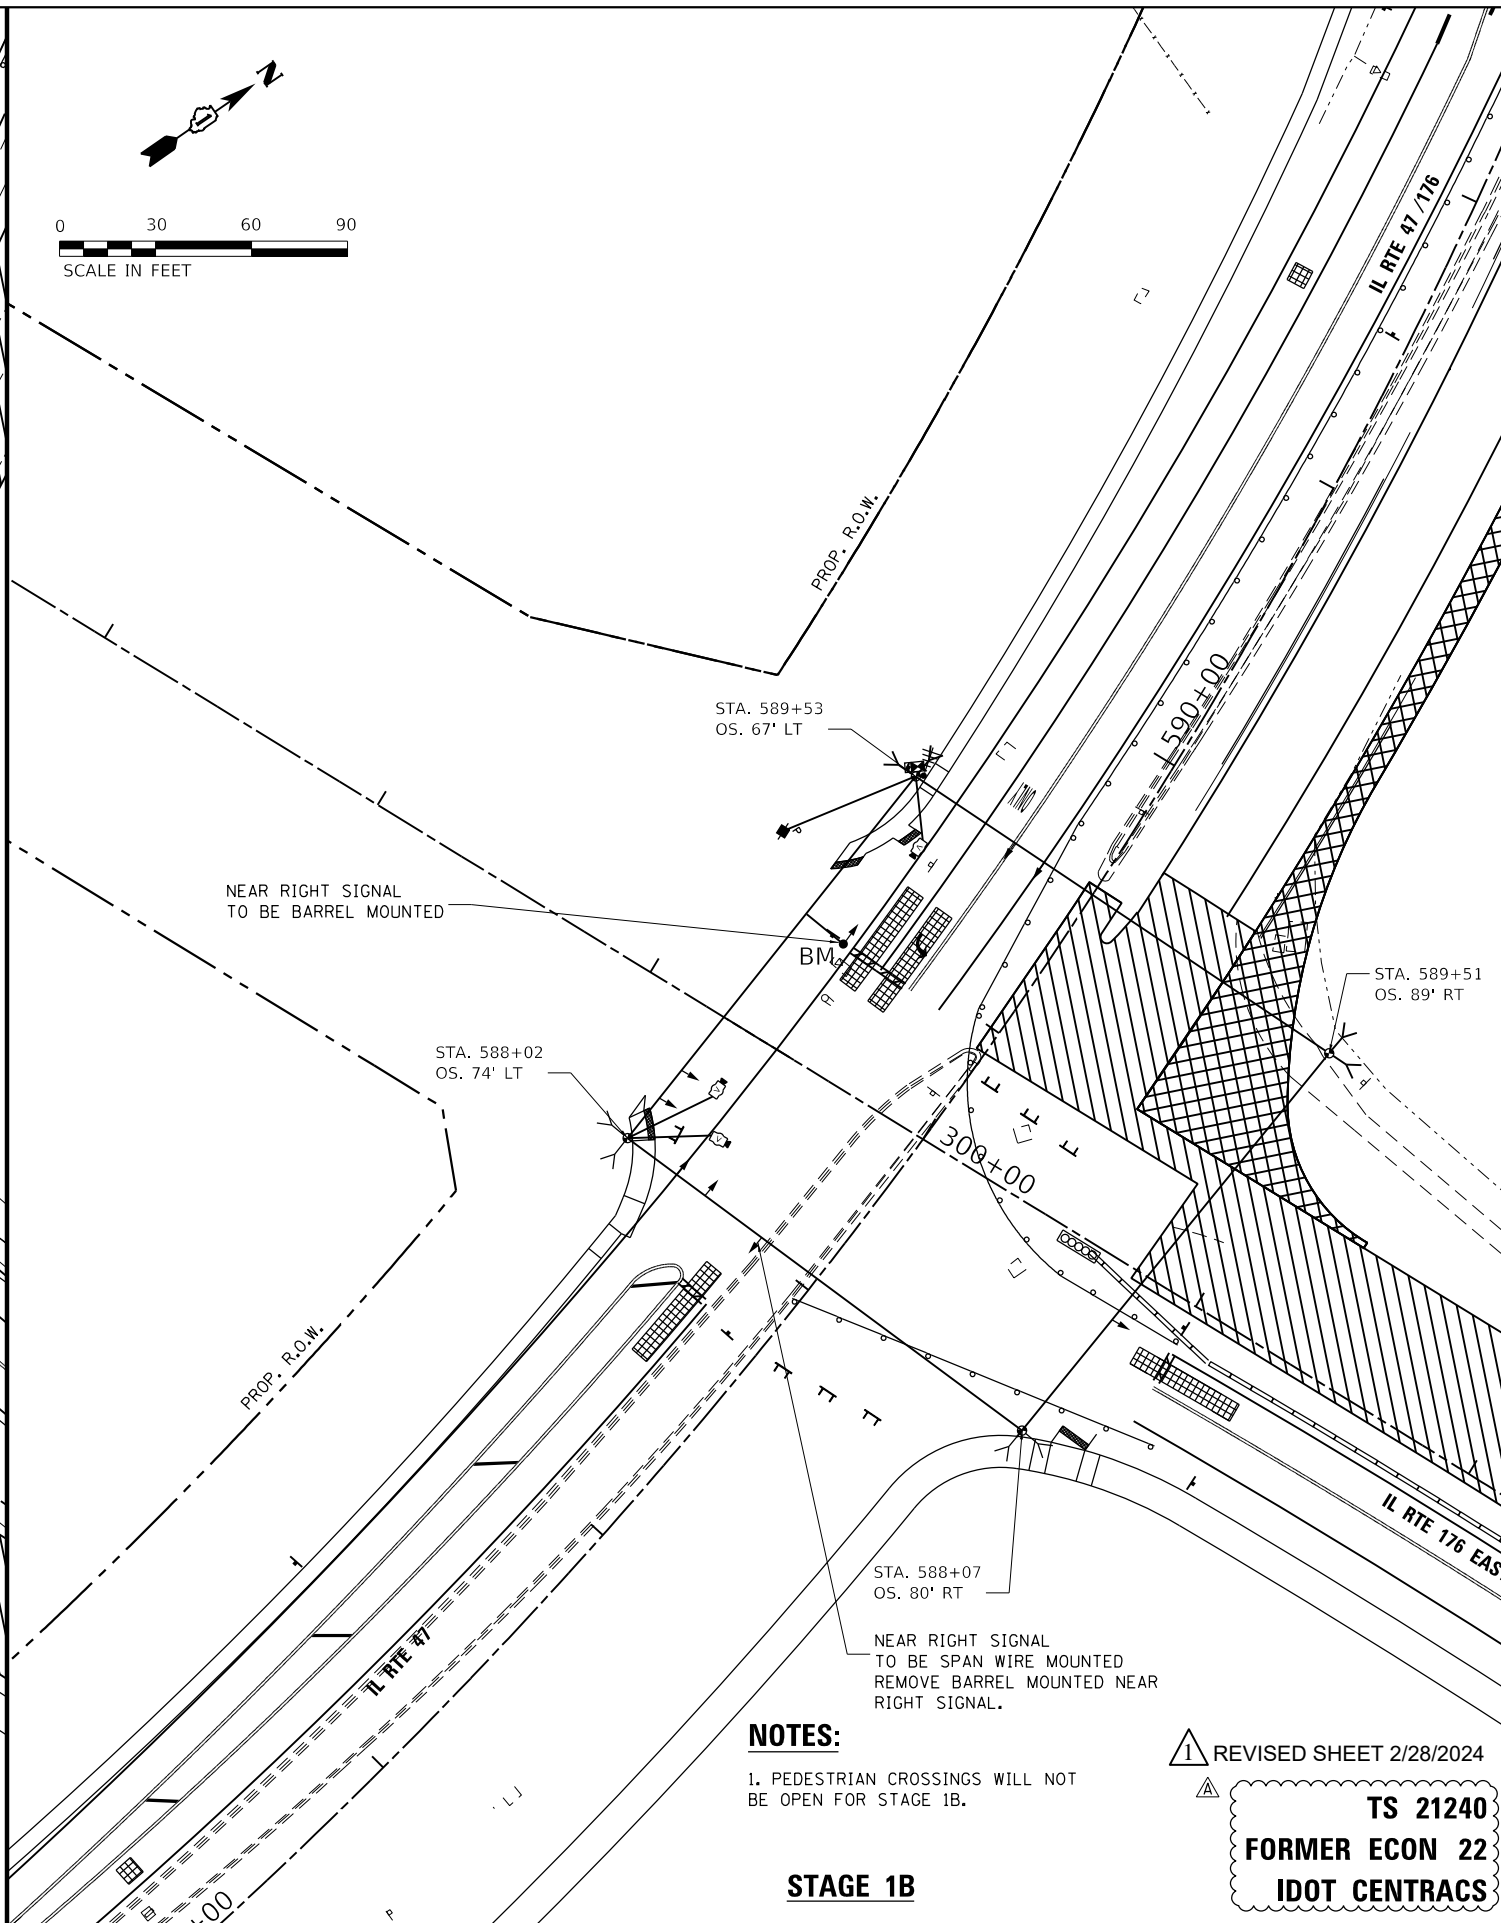 N
1
0 30 60 90
SCALE IN FEET
IL RTE 47 /176
PROP. R.O.W.
STA. 589+53
OS. 67' LT
590+00
NEAR RIGHT SIGNAL
TO BE BARREL MOUNTED
BM
STA. 589+51
OS. 89' RT
STA. 588+02
OS. 74' LT
300+00
PROP. R.O.W.
IL RTE 176 EAS
STA. 588+07
OS. 80' RT
IL RTE 47
NEAR RIGHT SIGNAL
TO BE SPAN WIRE MOUNTED
REMOVE BARREL MOUNTED NEAR
RIGHT SIGNAL.
NOTES:
1. PEDESTRIAN CROSSINGS WILL NOT
BE OPEN FOR STAGE 1B.
1 REVISED SHEET 2/28/2024
A
TS 21240
FORMER ECON 22
IDOT CENTRACS
STAGE 1B
+00